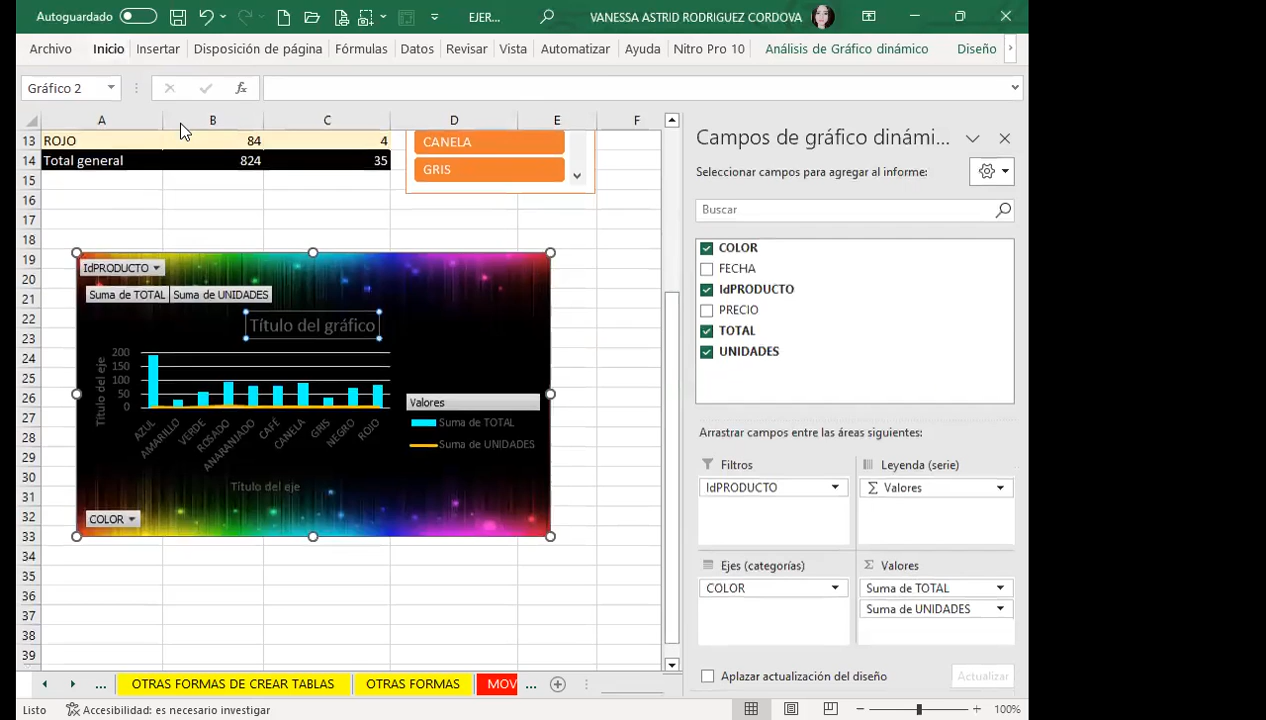 Autoguardado
EJER...
VANESSA ASTRID RODRIGUEZ CORDOVA
Archivo Inicio Insertar Disposición de página Fórmulas Datos Revisar Vista Automatizar Ayuda Nitro Pro 10 Análisis de Gráfico dinámico Diseño
Gráfico 2
fx
A B C D E F
13 ROJO 84 4
14 Total general 824 35
15
16
17
18
19
20
21
22
23
24
25
26
27
28
29
30
31
32
33
34
35
36
37
38
39
CANELA
GRIS
IdPRODUCTO
Suma de TOTAL Suma de UNIDADES
Título del gráfico
Título del eje
200
150
100
50
0
AZUL AMARILLO VERDE ROSADO ANARANJADO CAFÉ CANELA GRIS NEGRO ROJO
Título del eje
Valores
Suma de TOTAL
Suma de UNIDADES
COLOR
Campos de gráfico dinámi...
Seleccionar campos para agregar al informe:
Buscar
COLOR
FECHA
IdPRODUCTO
PRECIO
TOTAL
UNIDADES
Arrastrar campos entre las áreas siguientes:
Filtros
IdPRODUCTO
Leyenda (serie)
Σ Valores
Ejes (categorías)
COLOR
Σ Valores
Suma de TOTAL
Suma de UNIDADES
Aplazar actualización del diseño
Actualizar
... OTRAS FORMAS DE CREAR TABLAS OTRAS FORMAS MOV ...
Listo
Accesibilidad: es necesario investigar
100%